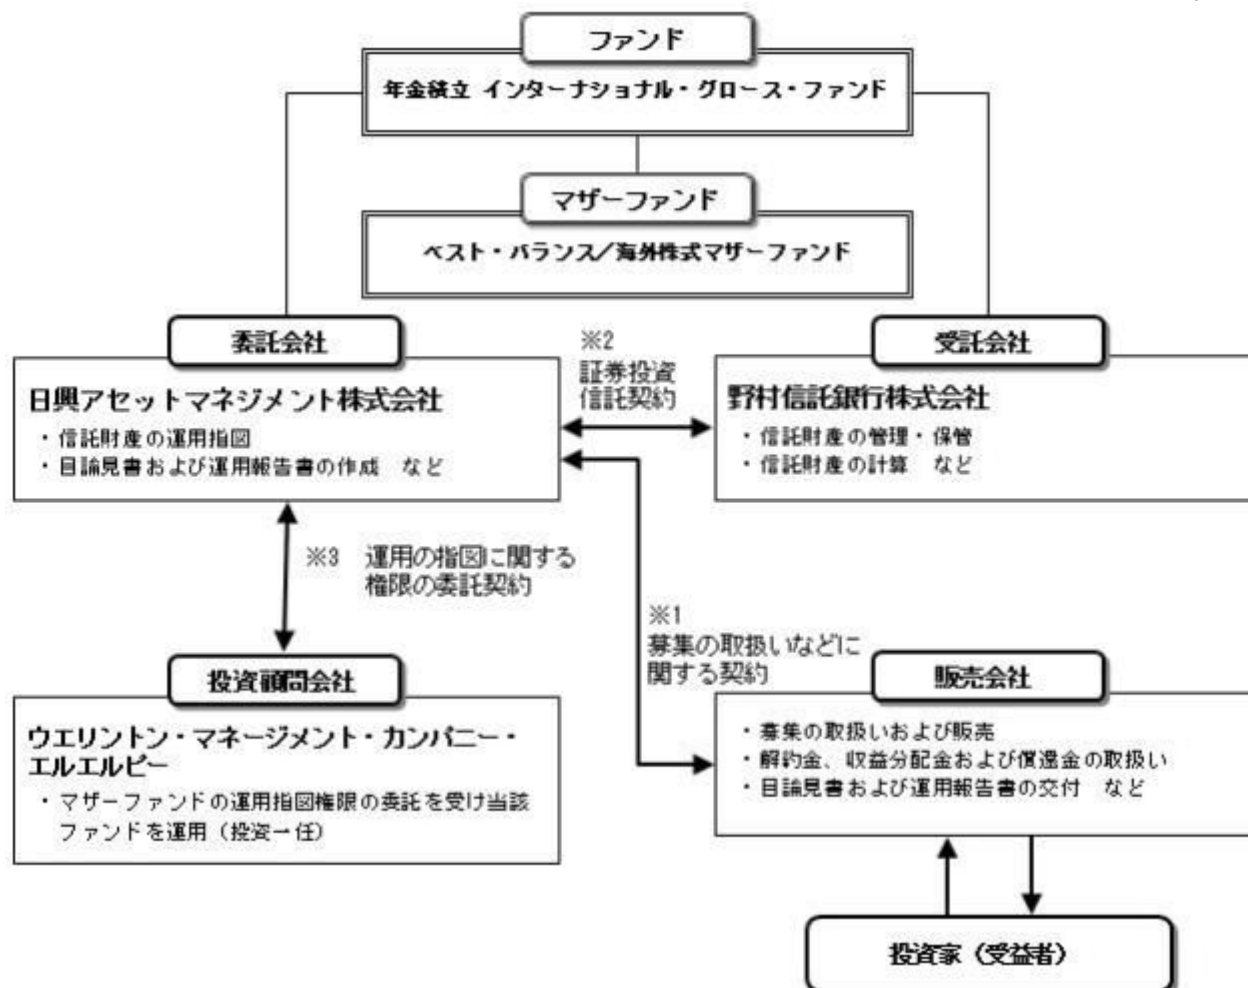 ファンド
年金積立 インターナショナル・グロース・ファンド
マザーファンド
ベスト・バランス／海外株式マザーファンド
委託会社
日興アセットマネジメント株式会社
・信託財産の運用指図
・目論見書および運用報告書の作成 など
※2
証券投資
信託契約
受託会社
野村信託銀行株式会社
・信託財産の管理・保管
・信託財産の計算 など
※3 運用の指図に関する
権限の委託契約
※1
募集の取扱いなどに
関する契約
投資顧問会社
ウエリントン・マネージメント・カンパニー・
エルエルピー
・マザーファンドの運用指図権限の委託を受け当該
ファンドを運用（投資一任）
販売会社
・募集の取扱いおよび販売
・解約金、収益分配金および償還金の取扱い
・目論見書および運用報告書の交付 など
投資家（受益者）